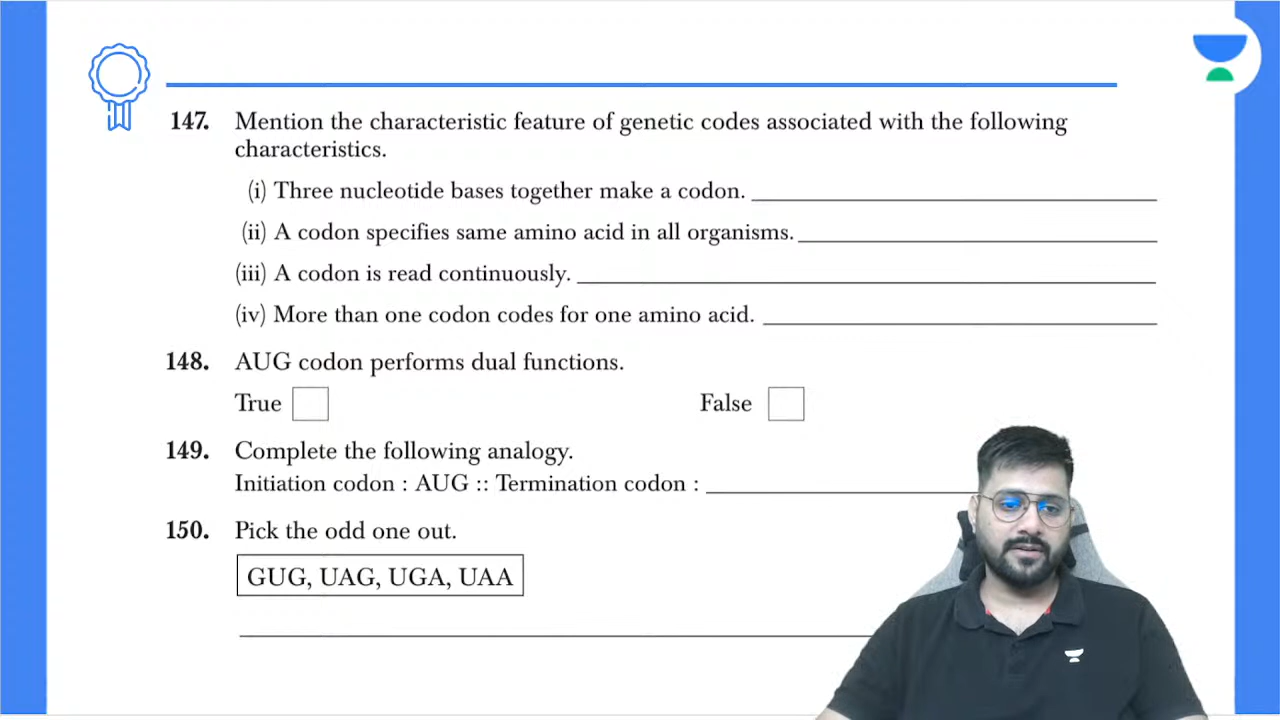 147. Mention the characteristic feature of genetic codes associated with the following
characteristics.
(i) Three nucleotide bases together make a codon.
(ii) A codon specifies same amino acid in all organisms.
(iii) A codon is read continuously.
(iv) More than one codon codes for one amino acid.
148. AUG codon performs dual functions.
True False
149. Complete the following analogy.
Initiation codon : AUG :: Termination codon :
150. Pick the odd one out.
GUG, UAG, UGA, UAA